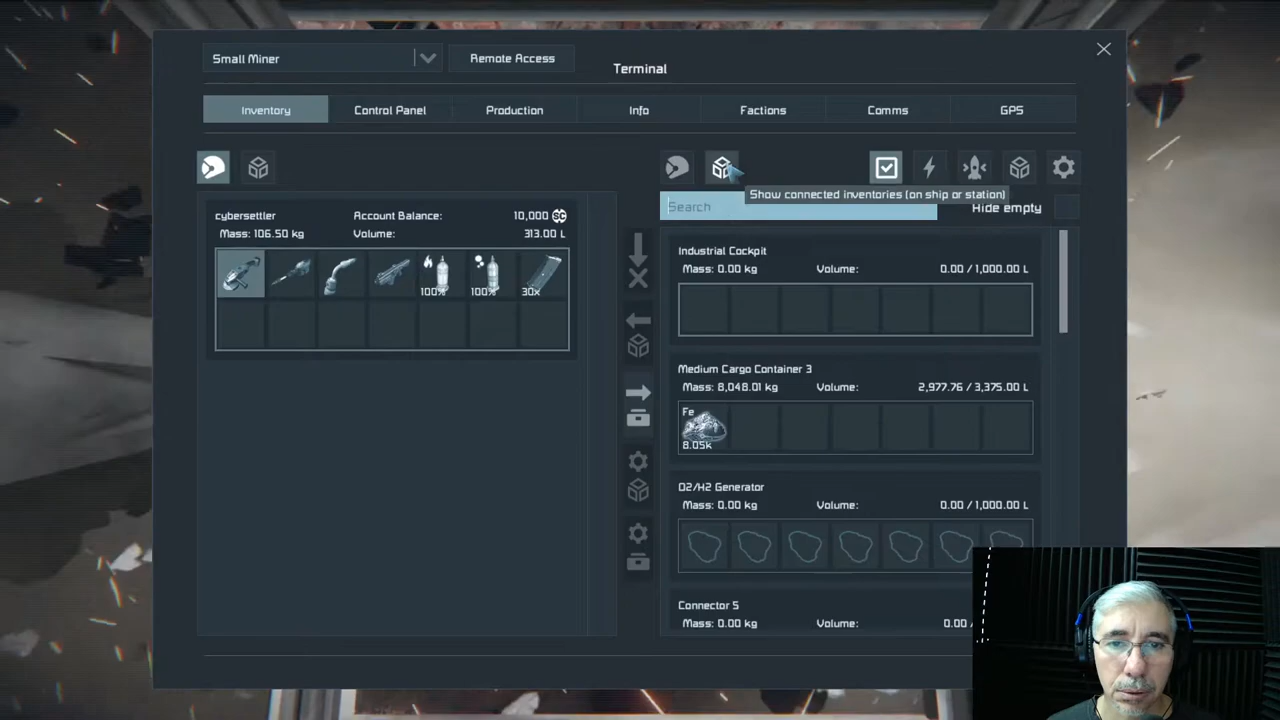 Small Miner
Remote Access
Terminal
Inventory
Control Panel
Production
Info
Factions
Comms
GPS
Show connected inventories (on ship or station)
Search
Hide empty
cybersettler
Account Balance:
10,000 SC
Mass: 106.50 kg
Volume:
313.00 L
100%
100%
30x
Industrial Cockpit
Mass: 0.00 kg
Volume:
0.00 / 1,000.00 L
Medium Cargo Container 3
Mass: 8,048.01 kg
Volume:
2,977.76 / 3,375.00 L
Fe
8.05k
O2/H2 Generator
Mass: 0.00 kg
Volume:
0.00 / 1,000.00 L
Connector 5
Mass: 0.00 kg
Volume:
0.00 /